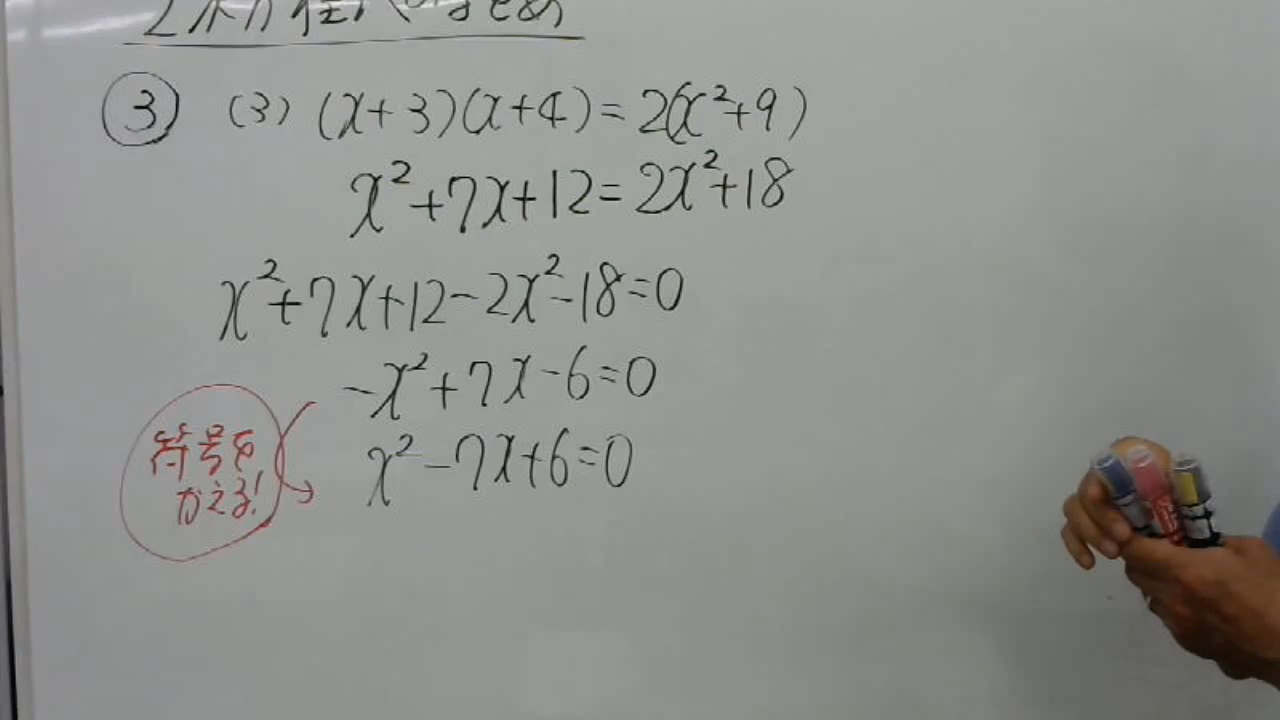 ③ (3) (x+3)(x+4)=2(x²+9)
x²+7x+12=2x²+18
x²+7x+12-2x²-18=0
-x²+7x-6=0
符号を
かえる!
x²-7x+6=0